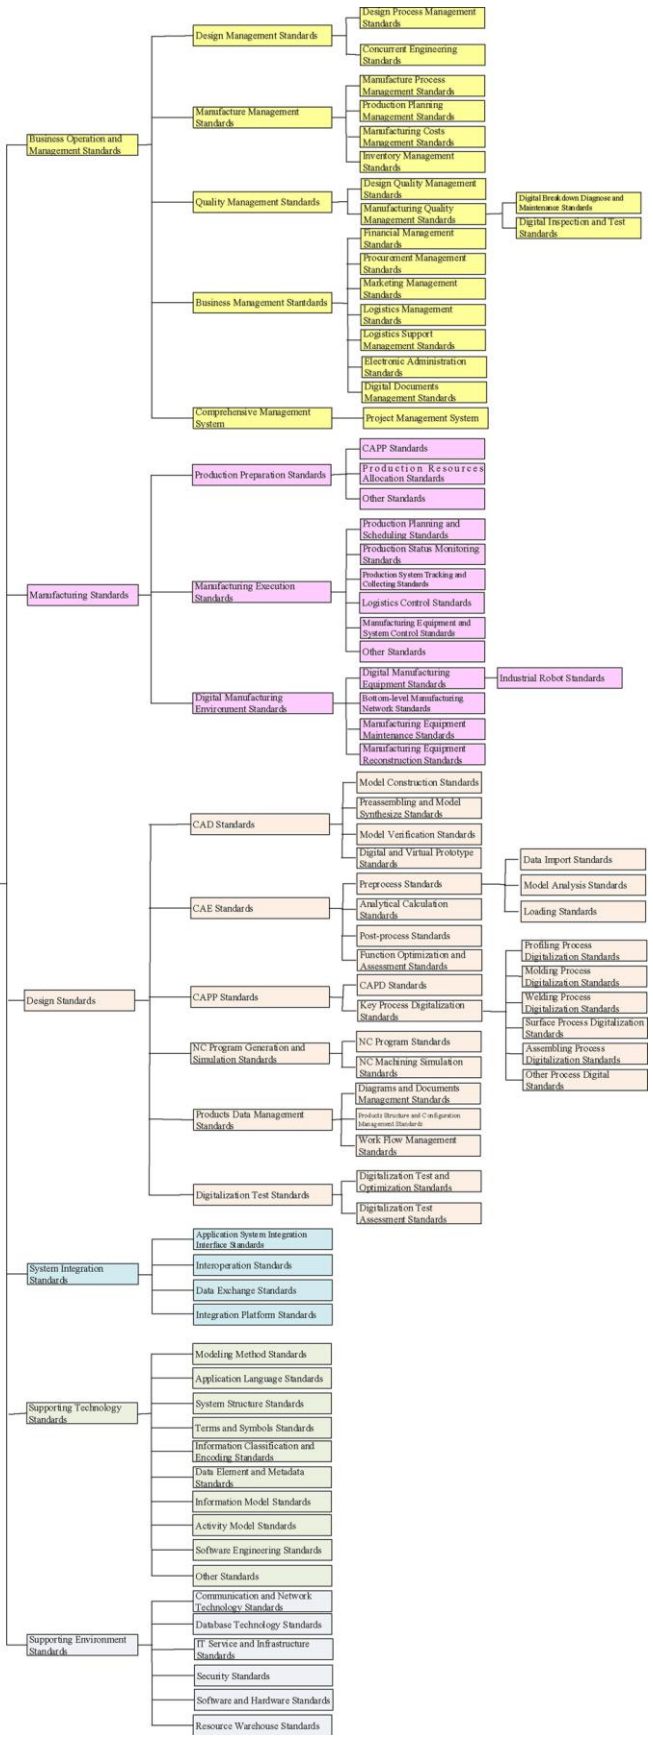 Design Process Management
Standards
Design Management Standards
Concurrent Engineering
Standards
Manufacture Process
Management Standards
Manufacture Management
Standards
Production Planning
Management Standards
Manufacturing Costs
Management Standards
Business Operation and
Management Standards
Inventory Management
Standards
Design Quality Management
Standards
Quality Management Standards
Manufacturing Quality
Management Standards
Digital Breakdown Diagnose and
Maintenance Standards
Digital Inspection and Test
Standards
Financial Management
Standards
Procurement Management
Standards
Marketing Management
Standards
Business Management Stantdards
Logistics Management
Standards
Logistics Support
Management Standards
Electronic Administration
Standards
Digital Documents
Management Standards
Comprehensive Management
System
Project Management System
CAPP Standards
Production Preparation Standards
Production Resources
Allocation Standards
Other Standards
Production Planning and
Scheduling Standards
Production Status Monitoring
Standards
Production System Tracking and
Collecting Standards
Manufacturing Standards
Manufacturing Execution
Standards
Logistics Control Standards
Manufacturing Equipment and
System Control Standards
Other Standards
Digital Manufacturing
Equipment Standards
Industrial Robot Standards
Digital Manufacturing
Environment Standards
Bottom-level Manufacturing
Network Standards
Manufacturing Equipment
Maintenance Standards
Manufacturing Equipment
Reconstruction Standards
Model Construction Standards
Preassembling and Model
Synthesize Standards
CAD Standards
Model Verification Standards
Digital and Virtual Prototype
Standards
Data Import Standards
Preprocess Standards
Model Analysis Standards
CAE Standards
Analytical Calculation
Standards
Loading Standards
Post-process Standards
Function Optimization and
Assessment Standards
Profiling Process
Digitalization Standards
Molding Process
Digitalization Standards
Design Standards
CAPP Standards
CAPD Standards
Key Process Digitalization
Standards
Welding Process
Digitalization Standards
Surface Process Digitalization
Standards
Assembling Process
Digitalization Standards
Other Process Digital
Standards
NC Program Generation and
Simulation Standards
NC Program Standards
NC Machining Simulation
Standards
Diagrams and Documents
Management Standards
Products Data Management
Standards
Products Structure and Configuration
Management Standards
Work Flow Management
Standards
Digitalization Test and
Optimization Standards
Digitalization Test Standards
Digitalization Test
Assessment Standards
Application System Integration
Interface Standards
System Integration
Standards
Interoperation Standards
Data Exchange Standards
Integration Platform Standards
Modeling Method Standards
Application Language Standards
System Structure Standards
Supporting Technology
Standards
Terms and Symbols Standards
Information Classification and
Encoding Standards
Data Element and Metadata
Standards
Information Model Standards
Activity Model Standards
Software Engineering Standards
Other Standards
Communication and Network
Technology Standards
Database Technology Standards
Supporting Environment
Standards
IT Service and Infrastructure
Standards
Security Standards
Software and Hardware Standards
Resource Warehouse Standards